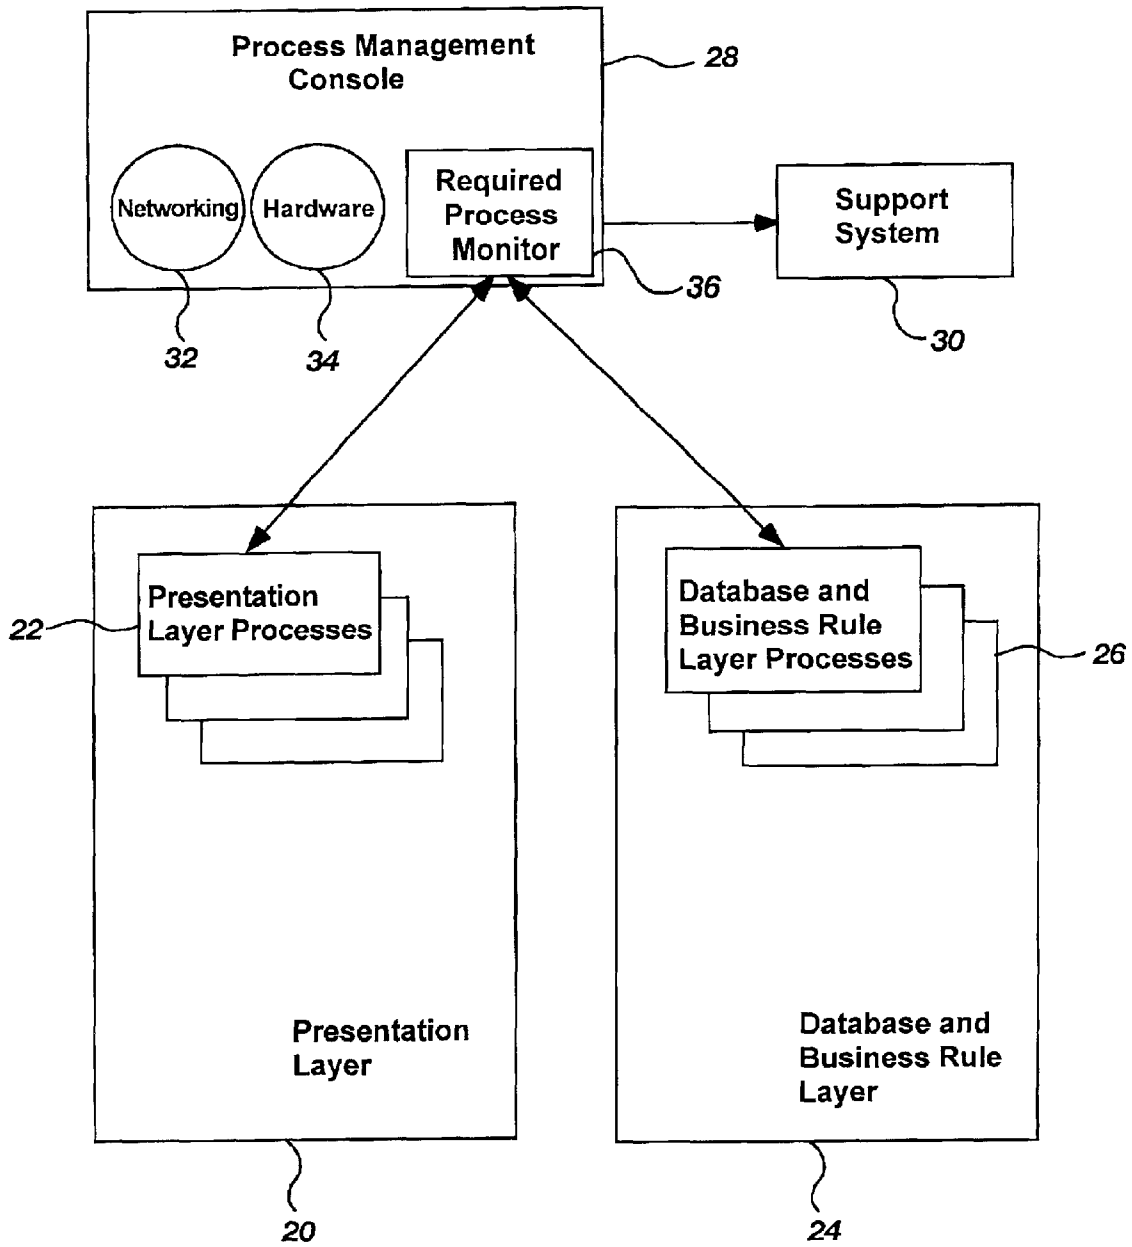 Process Management
Console
28
Networking
Hardware
Required
Process
Monitor
Support
System
36
30
32
34
Presentation
Layer Processes
22
Database and
Business Rule
Layer Processes
26
Presentation
Layer
Database and
Business Rule
Layer
20
24